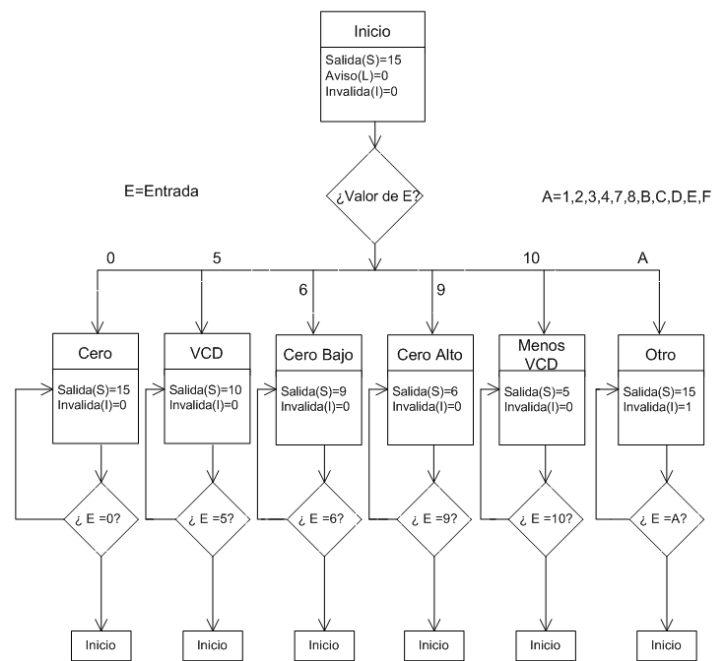 Inicio
Salida(S)=15
Aviso(L)=0
Invalida(I)=0
¿Valor de E?
E=Entrada
A=1,2,3,4,7,8,B,C,D,E,F
0
5
6
9
10
A
Cero
Salida(S)=15
Invalida(I)=0
VCD
Salida(S)=10
Invalida(I)=0
Cero Bajo
Salida(S)=9
Invalida(I)=0
Cero Alto
Salida(S)=6
Invalida(I)=0
Menos
VCD
Salida(S)=5
Invalida(I)=0
Otro
Salida(S)=15
Invalida(I)=1
¿ E =0?
¿ E =5?
¿ E =6?
¿ E =9?
¿ E =10?
¿ E =A?
Inicio
Inicio
Inicio
Inicio
Inicio
Inicio